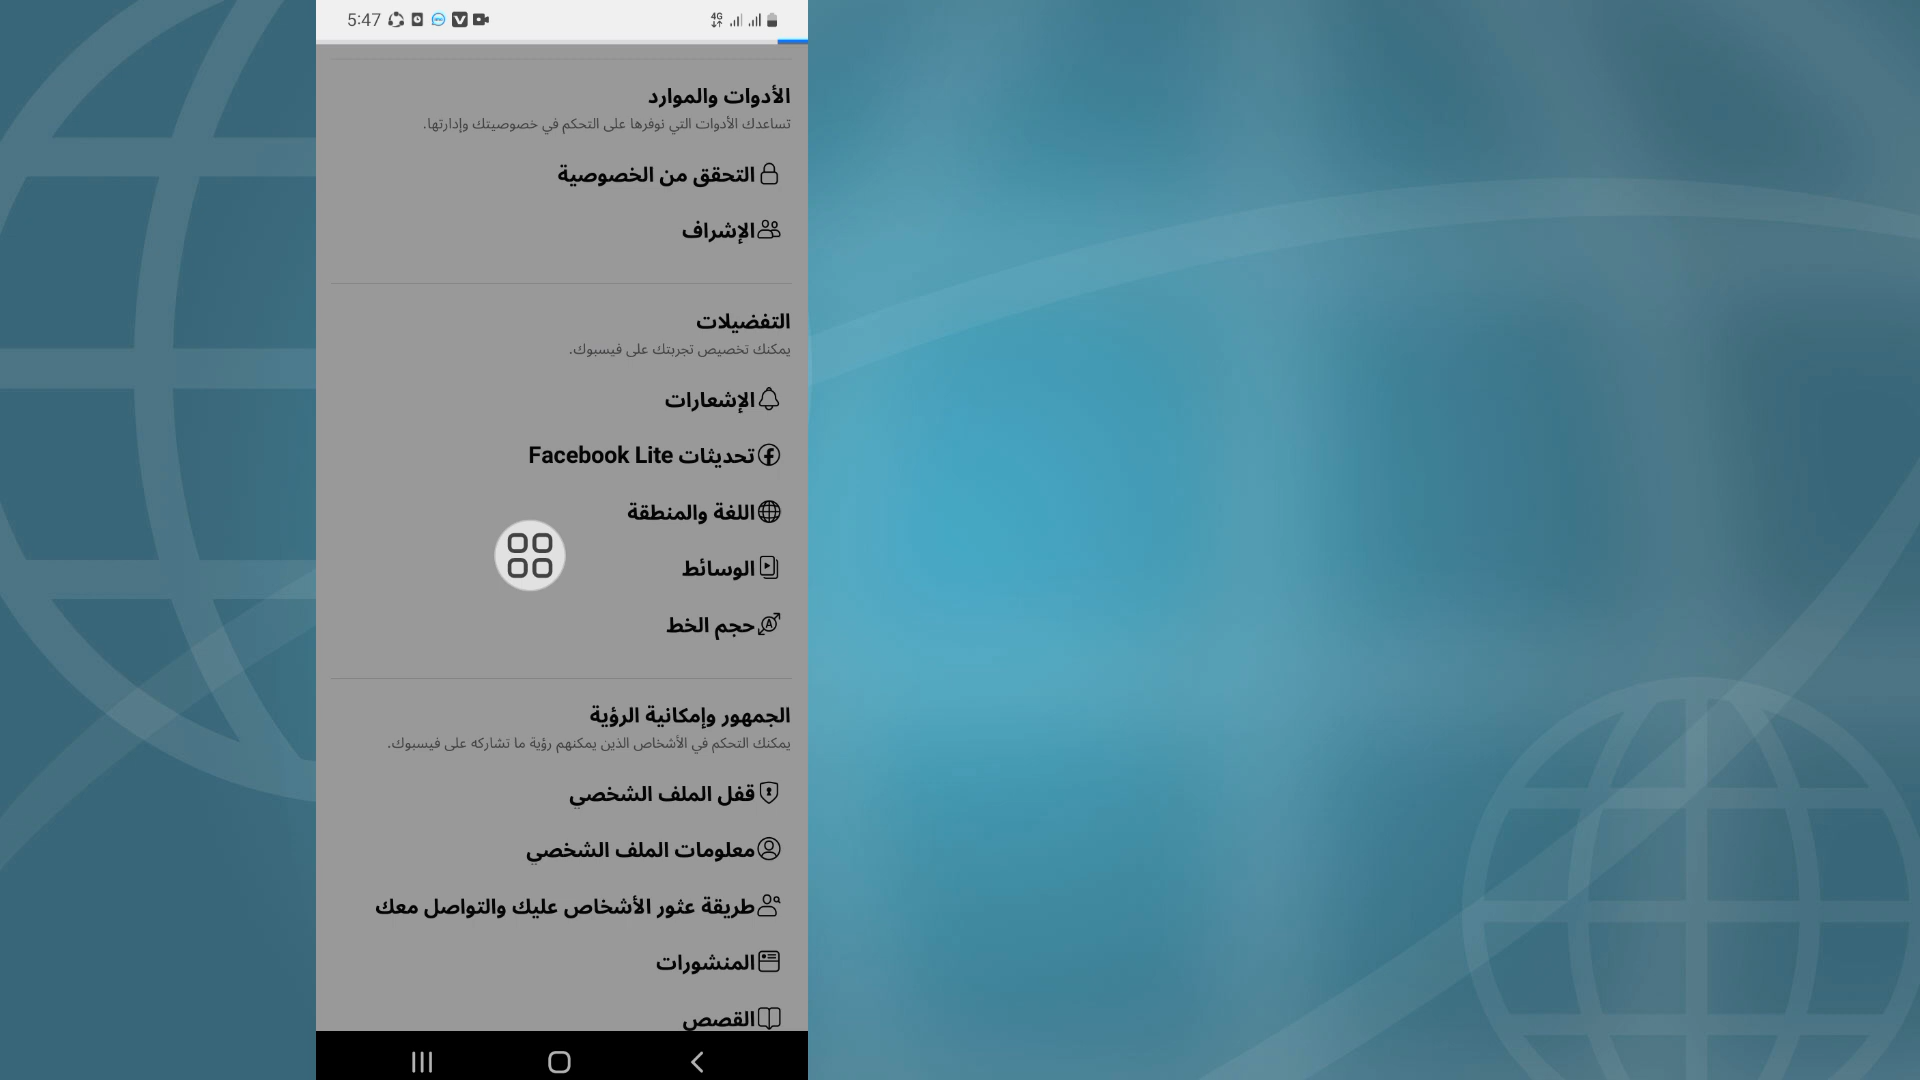 5:47
4G
الأدوات والموارد
تساعدك الأدوات التي نوفرها على التحكم في خصوصيتك وإدارتها.
التحقق من الخصوصية
الإشراف
التفضيلات
يمكنك تخصيص تجربتك على فيسبوك.
الإشعارات
تحديثات Facebook Lite
اللغة والمنطقة
الوسائط
حجم الخط
الجمهور وإمكانية الرؤية
يمكنك التحكم في الأشخاص الذين يمكنهم رؤية ما تشاركه على فيسبوك.
قفل الملف الشخصي
معلومات الملف الشخصي
طريقة عثور الأشخاص عليك والتواصل معك
المنشورات
القصص